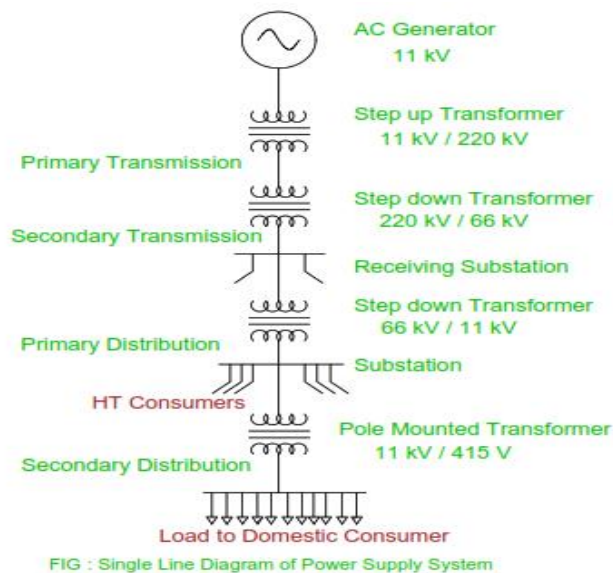 AC Generator
11 kV
Step up Transformer
11 kV / 220 kV
Primary Transmission
Step down Transformer
220 kV / 66 kV
Secondary Transmission
Receiving Substation
Step down Transformer
66 kV / 11 kV
Primary Distribution
Substation
HT Consumers
Pole Mounted Transformer
11 kV / 415 V
Secondary Distribution
Load to Domestic Consumer
FIG : Single Line Diagram of Power Supply System